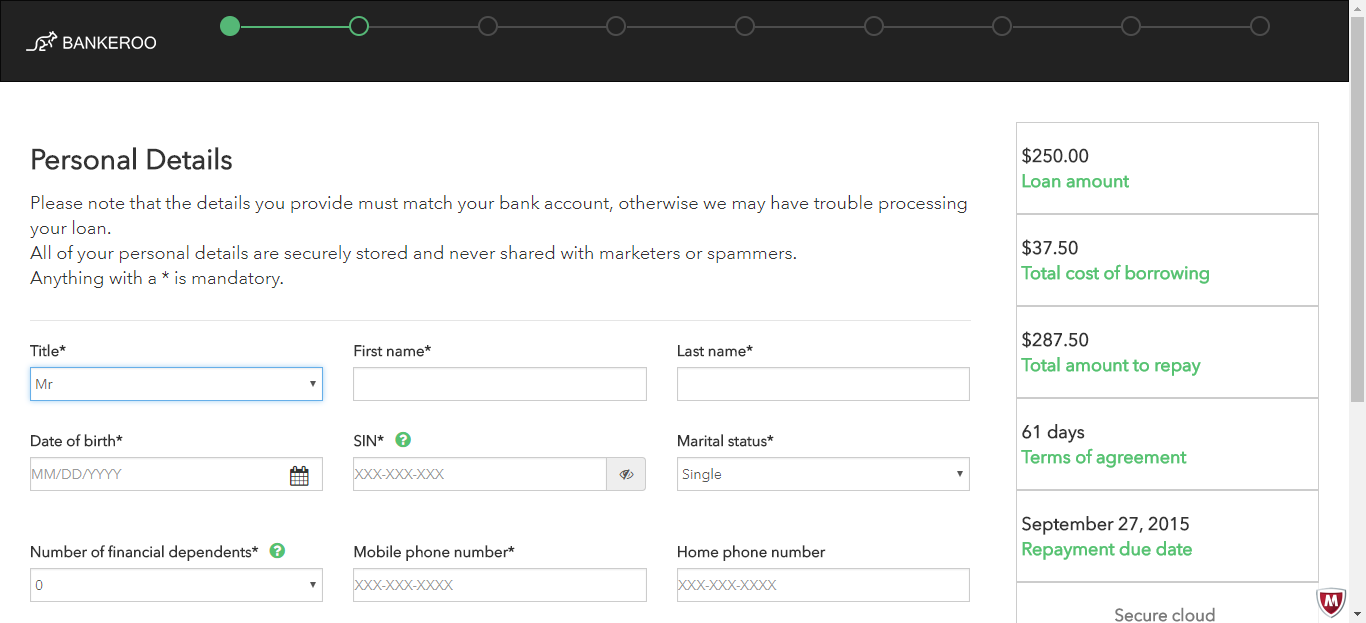 BANKEROO
Personal Details
Please note that the details you provide must match your bank account, otherwise we may have trouble processing
your loan.
All of your personal details are securely stored and never shared with marketers or spammers.
Anything with a * is mandatory.
Title*
First name*
Last name*
Mr
Date of birth*
SIN* ?
Marital status*
MM/DD/YYYY
XXX-XXX-XXX
Single
Number of financial dependents* ?
Mobile phone number*
Home phone number
0
XXX-XXX-XXXX
XXX-XXX-XXXX
$250.00
Loan amount
$37.50
Total cost of borrowing
$287.50
Total amount to repay
61 days
Terms of agreement
September 27, 2015
Repayment due date
Secure cloud
M